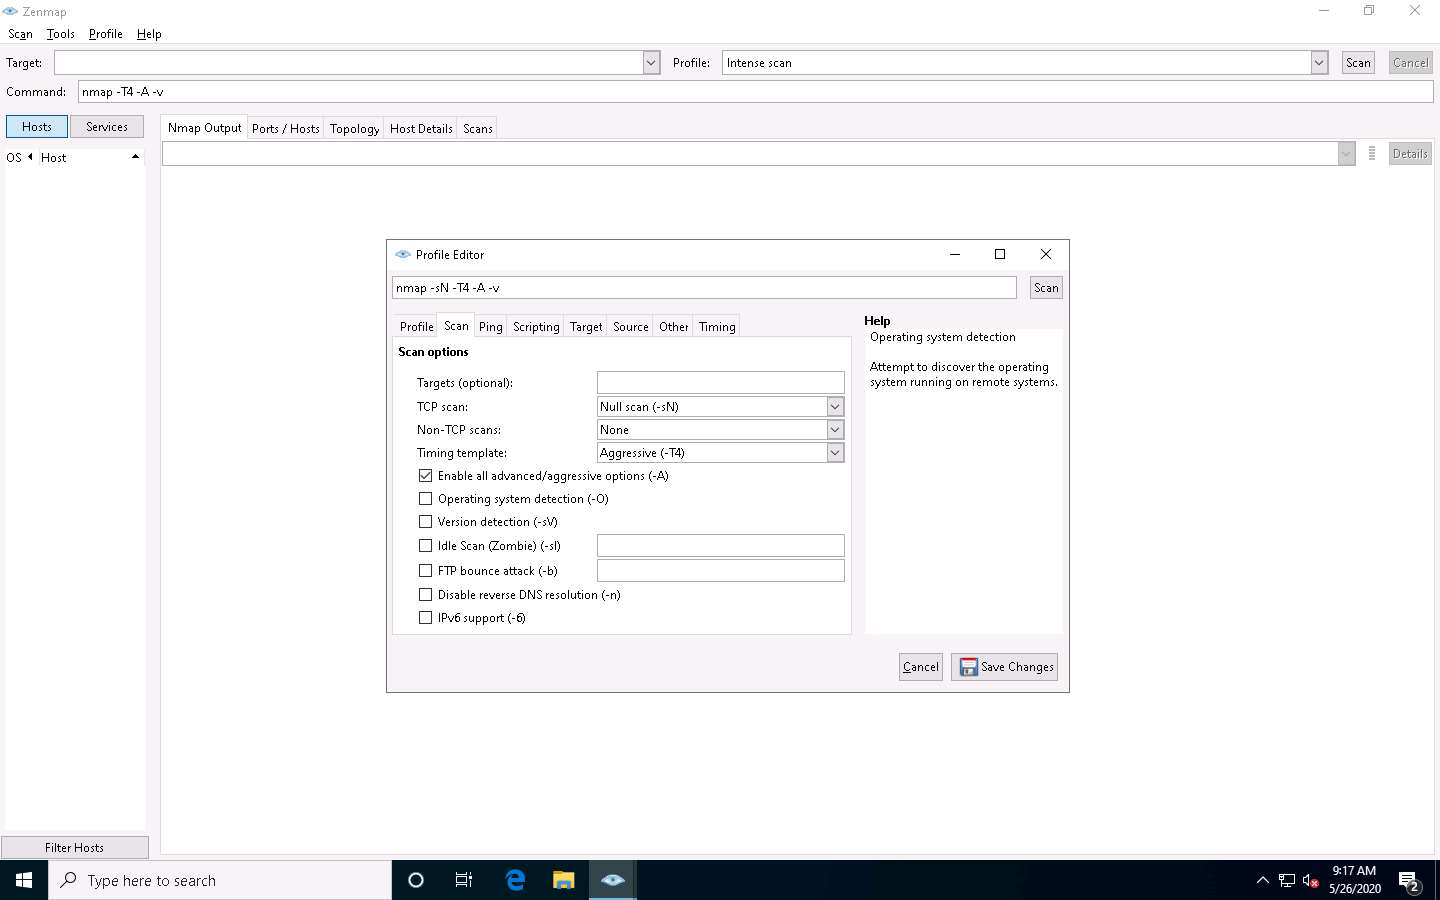 Zenmap
Scan Tools Profile Help
Target: Profile: Intense scan Scan Cancel
Command: nmap -T4 -A -v
Hosts Services Nmap Output Ports / Hosts Topology Host Details Scans
OS Host Details
Profile Editor
nmap -sN -T4 -A -v Scan
Profile Scan Ping Scripting Target Source Other Timing
Scan options
Targets (optional):
TCP scan: Null scan (-sN)
Non-TCP scans: None
Timing template: Aggressive (-T4)
Enable all advanced/aggressive options (-A)
Operating system detection (-O)
Version detection (-sV)
Idle Scan (Zombie) (-sI)
FTP bounce attack (-b)
Disable reverse DNS resolution (-n)
IPv6 support (-6)
Help
Operating system detection
Attempt to discover the operating
system running on remote systems.
Cancel Save Changes
Filter Hosts
Type here to search
9:17 AM
5/26/2020
2